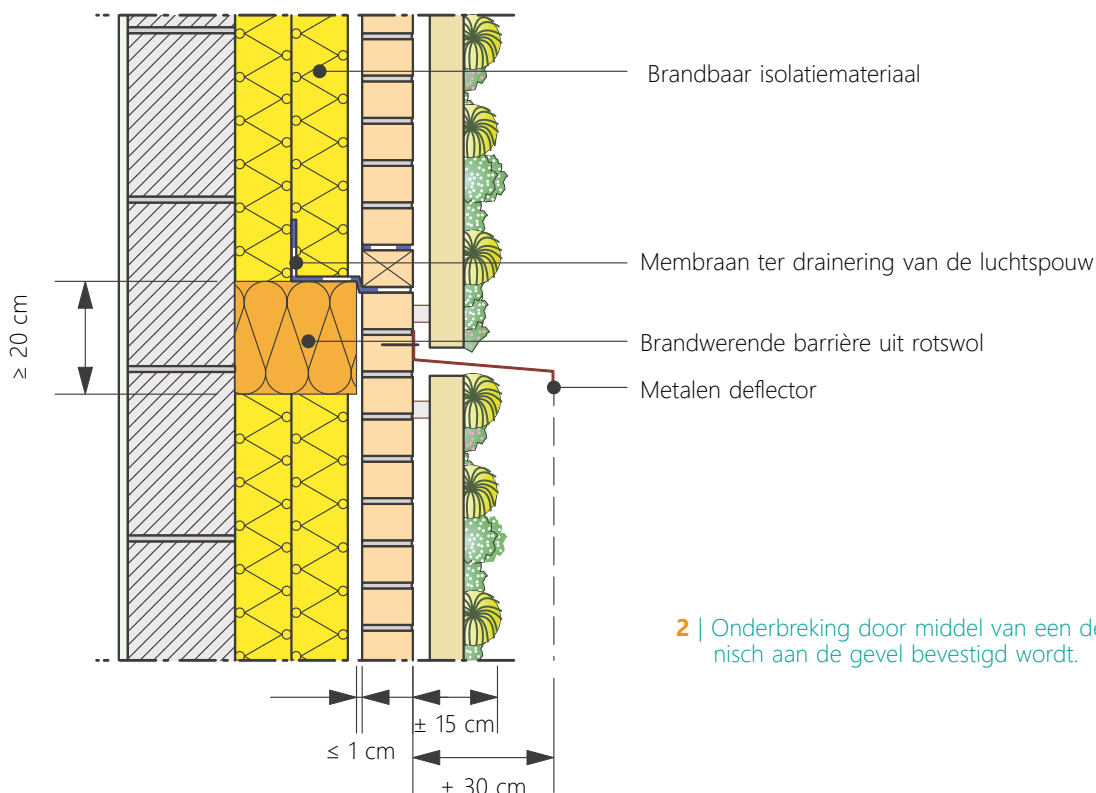 Brandbaar isolatiemateriaal
Membraan ter drainering van de luchtspouw
≥ 20 cm
Brandwerende barrière uit rotswol
Metalen deflector
2 | Onderbreking door middel van een
nisch aan de gevel bevestigd wordt.
± 15 cm
≤ 1 cm
± 30 cm